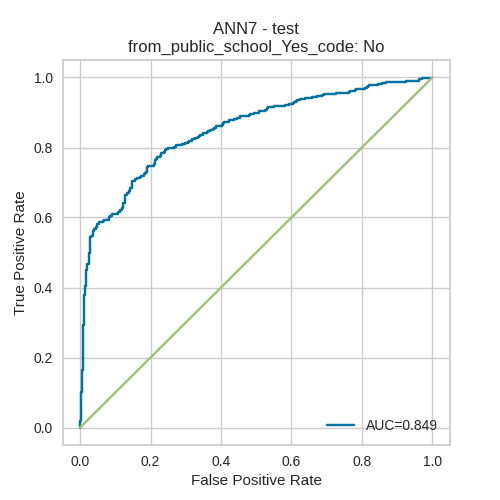 ANN7 - test
from_public_school_Yes_code: No
1.0
0.8
0.6
0.4
0.2
0.0
True Positive Rate
AUC=0.849
0.0 0.2 0.4 0.6 0.8 1.0
False Positive Rate